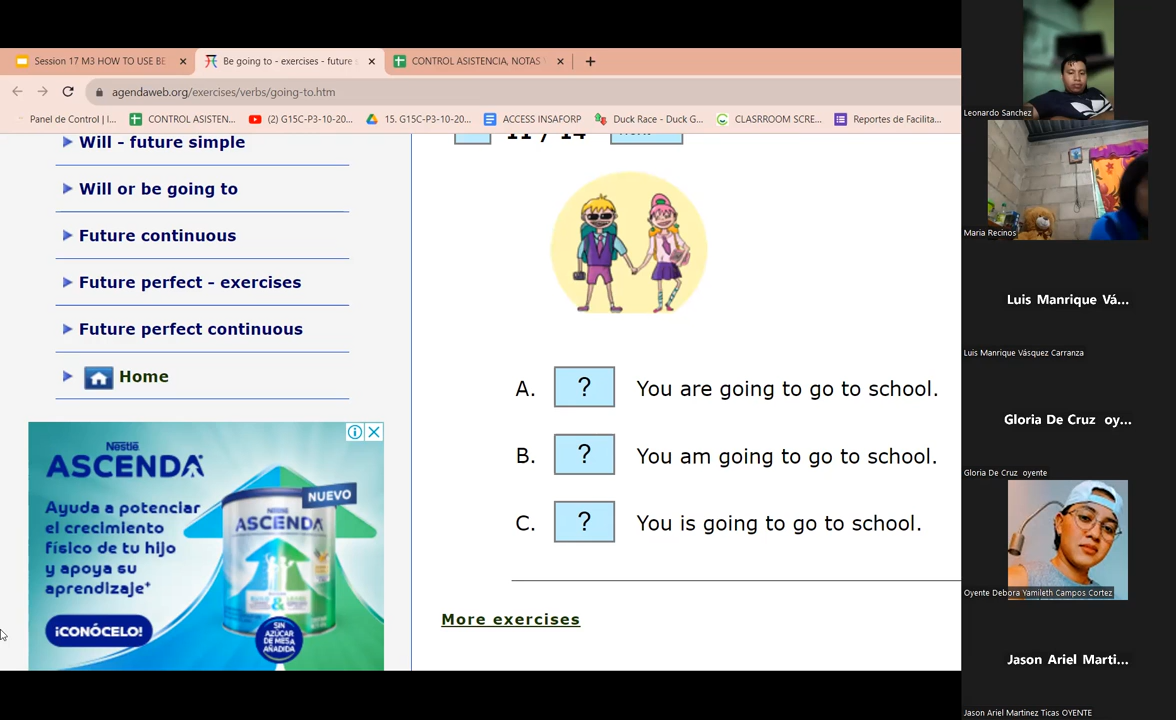 Session 17 M3 HOW TO USE BE
Be going to - exercises - future
CONTROL ASISTENCIA, NOTAS
agendaweb.org/exercises/verbs/going-to.htm
Panel de Control | I...
CONTROL ASISTEN...
(2) G15C-P3-10-20...
15. G15C-P3-10-2O...
ACCESS INSAFORP
Duck Race - Duck G...
CLASRROOM SCRE...
Reportes de Facilita...
Will - future simple
Will or be going to
Future continuous
Future perfect - exercises
Future perfect continuous
Home
11 / 14
A. ? You are going to go to school.
B. ? You am going to go to school.
C. ? You is going to go to school.
More exercises
Nestlé
ASCENDA
Ayuda a potenciar
el crecimiento
físico de tu hijo
y apoya su
aprendizaje+
¡CONÓCELO!
NUEVO
ASCENDA
SIN
AZÚCAR
DE MESA
AÑADIDA
Leonardo Sanchez
Maria Recinos
Luis Manrique Vá...
Luis Manrique Vásquez Carranza
Gloria De Cruz oy...
Gloria De Cruz oyente
Oyente Debora Yamileth Campos Cortez
Jason Ariel Marti...
Jason Ariel Martinez Ticas OYENTE